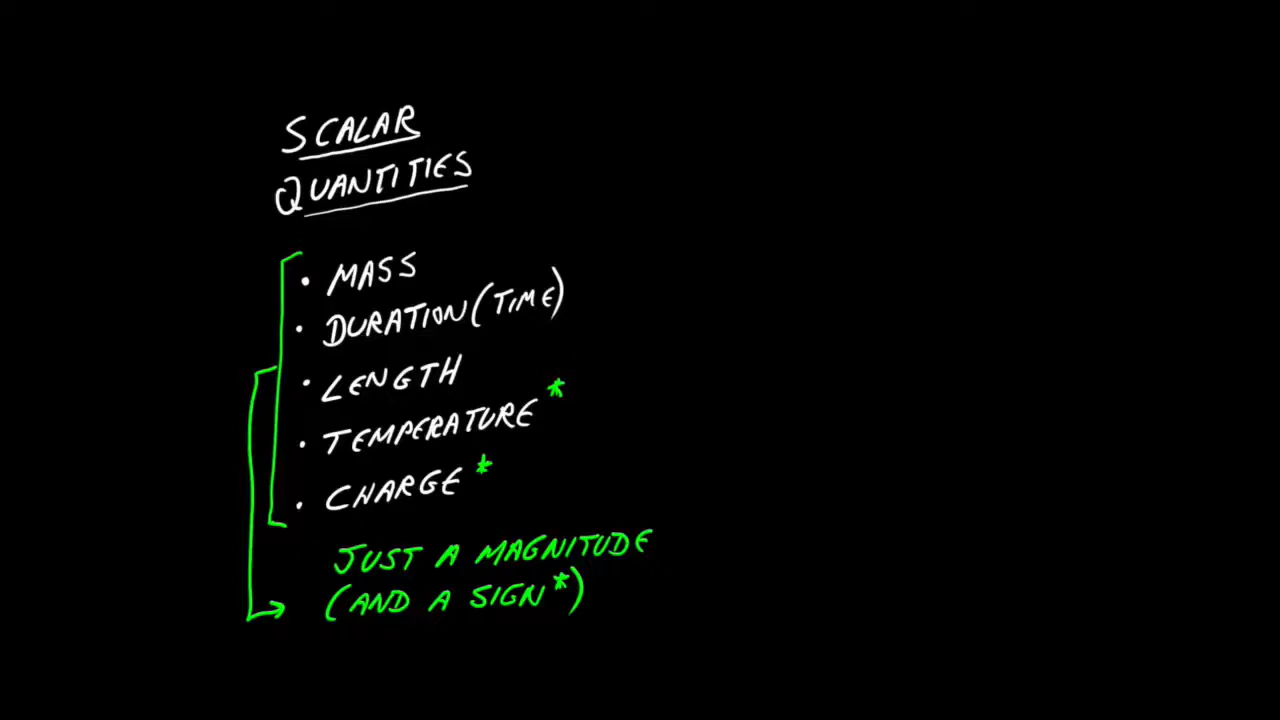 SCALAR
QUANTITIES
• MASS
• DURATION (TIME)
• LENGTH
• TEMPERATURE *
• CHARGE *
JUST A MAGNITUDE
(AND A SIGN *)